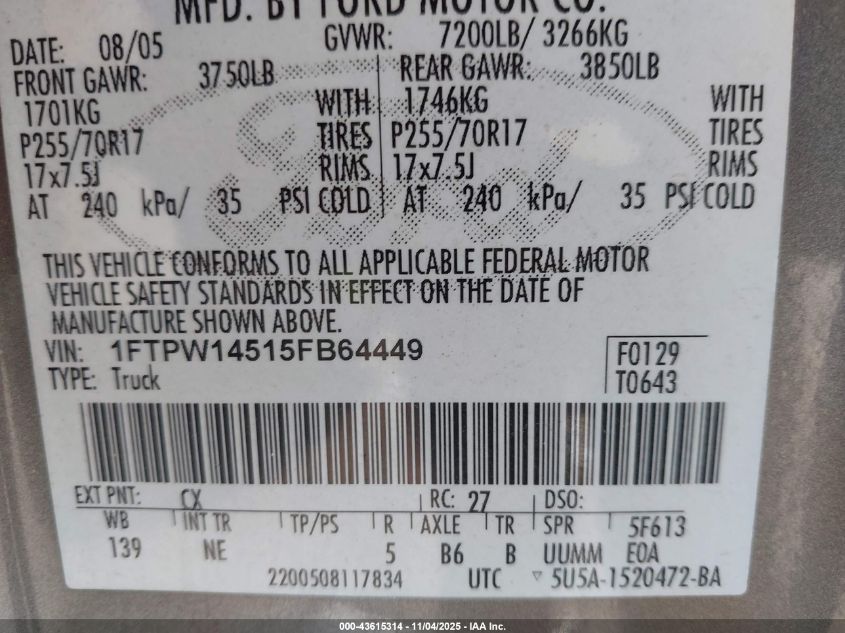 MFD. BY FORD MOTOR CO.
DATE: 08/05 GVWR: 7200LB/ 3266KG
FRONT GAWR: 3750LB REAR GAWR: 3850LB
1701KG WITH 1746KG WITH
P255/70R17 TIRES P255/70R17 TIRES
17x7.5J RIMS 17x7.5J RIMS
AT 240 kPa/ 35 PSI COLD AT 240 kPa/ 35 PSI COLD
Ford
THIS VEHICLE CONFORMS TO ALL APPLICABLE FEDERAL MOTOR
VEHICLE SAFETY STANDARDS IN EFFECT ON THE DATE OF
MANUFACTURE SHOWN ABOVE.
VIN: 1FTPW14515FB64449 F0129
TYPE: Truck T0643
EXT PNT: CX RC: 27 DSO:
WB INT TR TP/PS R AXLE TR SPR 5F613
139 NE 5 B6 B UUMM E0A
2200508117834 UTC 5U5A-1520472-BA
000-43615314 - 11/04/2025 - IAA Inc.